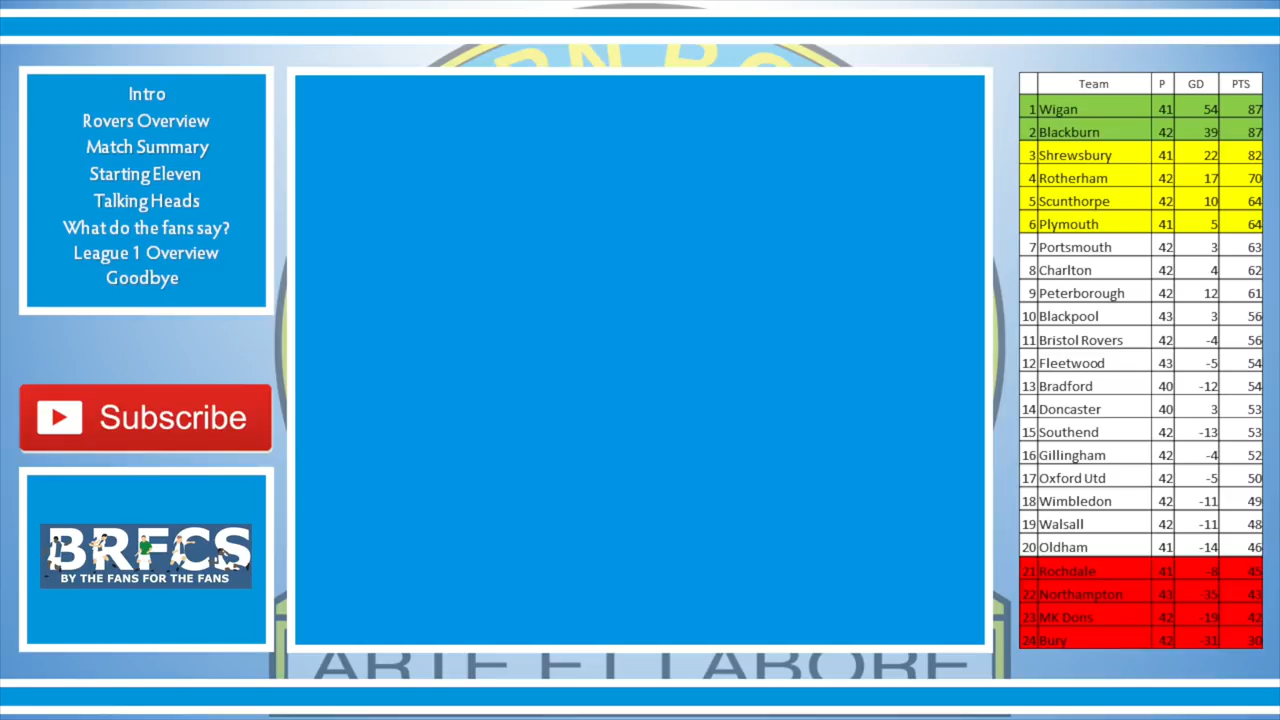 RN RO
Intro
Rovers Overview
Match Summary
Starting Eleven
Talking Heads
What do the fans say?
League 1 Overview
Goodbye
Subscribe
BRFCS
BY THE FANS FOR THE FANS
Team P GD PTS
1 Wigan 41 54 87
2 Blackburn 42 39 87
3 Shrewsbury 41 22 82
4 Rotherham 42 17 70
5 Scunthorpe 42 10 64
6 Plymouth 41 5 64
7 Portsmouth 42 3 63
8 Charlton 42 4 62
9 Peterborough 42 12 61
10 Blackpool 43 3 56
11 Bristol Rovers 42 -4 56
12 Fleetwood 43 -5 54
13 Bradford 40 -12 54
14 Doncaster 40 3 53
15 Southend 42 -13 53
16 Gillingham 42 -4 52
17 Oxford Utd 42 -5 50
18 Wimbledon 42 -11 49
19 Walsall 42 -11 48
20 Oldham 41 -14 46
21 Rochdale 41 -8 45
22 Northampton 43 -35 43
23 MK Dons 42 -19 42
24 Bury 42 -31 30
ARTE ET LABORE